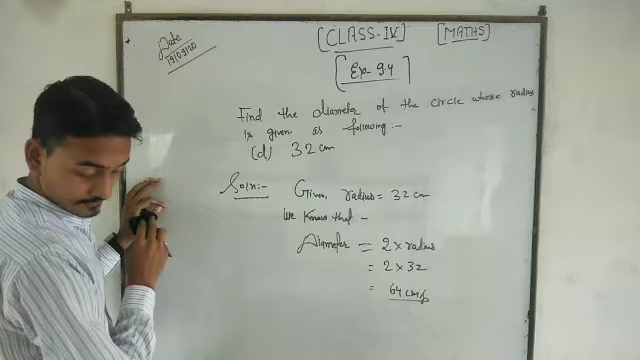 Date
19/09/20
[CLASS-IV] [MATHS]
[Ex-9.4]
Find the diameter of the circle whose radius
is given as following:-
(d) 32 cm
Soln:- Given, radius = 32 cm
We know that -
Diameter = 2 × radius
= 2 × 32
= 64 cm